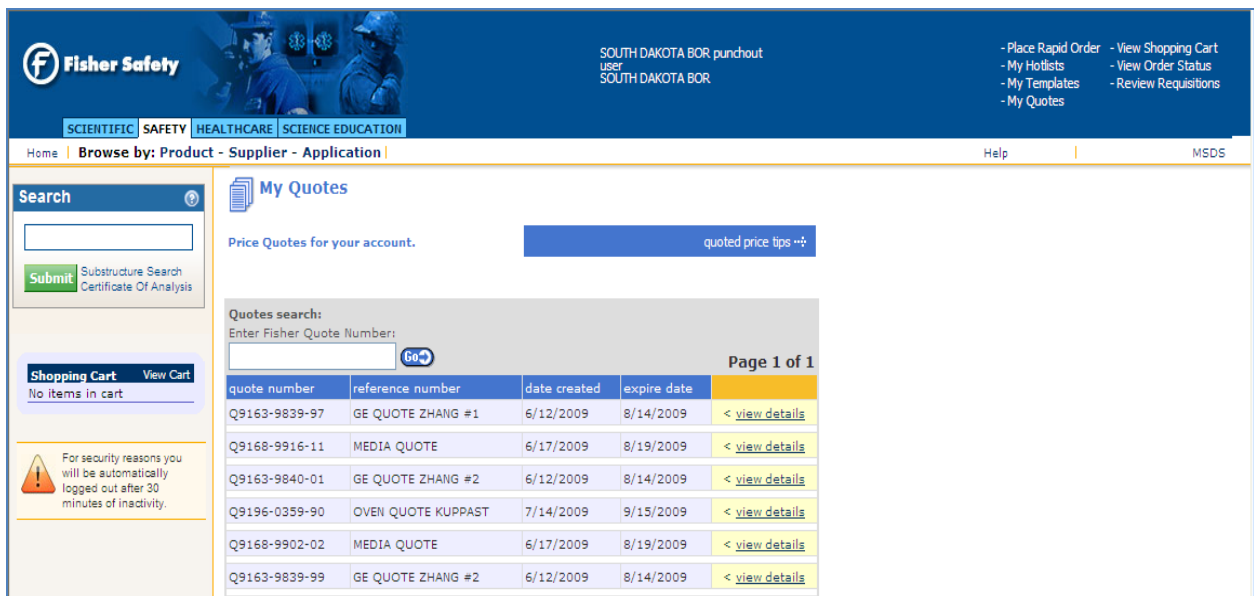 Fisher Safety
SOUTH DAKOTA BOR punchout
user
SOUTH DAKOTA BOR
- Place Rapid Order - View Shopping Cart
- My Hotlists - View Order Status
- My Templates - Review Requisitions
- My Quotes
SCIENTIFIC SAFETY HEALTHCARE SCIENCE EDUCATION
Home | Browse by: Product - Supplier - Application | Help | MSDS
Search ?
Submit Substructure Search
Certificate Of Analysis
Shopping Cart View Cart
No items in cart
For security reasons you
will be automatically
logged out after 30
minutes of inactivity.
My Quotes
Price Quotes for your account. quoted price tips
Quotes search:
Enter Fisher Quote Number:
Go
Page 1 of 1
quote number reference number date created expire date
Q9163-9839-97 GE QUOTE ZHANG #1 6/12/2009 8/14/2009 < view details
Q9168-9916-11 MEDIA QUOTE 6/17/2009 8/19/2009 < view details
Q9163-9840-01 GE QUOTE ZHANG #2 6/12/2009 8/14/2009 < view details
Q9196-0359-90 OVEN QUOTE KUPPAST 7/14/2009 9/15/2009 < view details
Q9168-9902-02 MEDIA QUOTE 6/17/2009 8/19/2009 < view details
Q9163-9839-99 GE QUOTE ZHANG #2 6/12/2009 8/14/2009 < view details